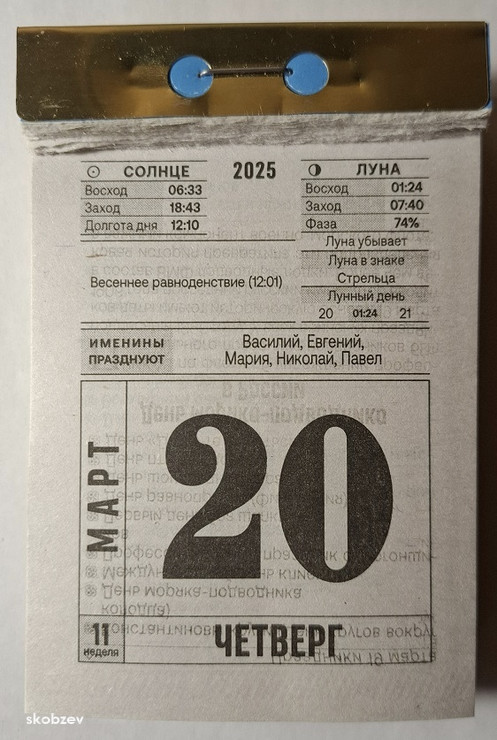 СОЛНЦЕ
Восход 06:33
Заход 18:43
Долгота дня 12:10
2025
ЛУНА
Восход 01:24
Заход 07:40
Фаза 74%
Луна убывает
Луна в знаке
Стрельца
Лунный день
20 01:24 21
Весеннее равноденствие (12:01)
ИМЕНИНЫ
ПРАЗДНУЮТ
Василий, Евгений,
Мария, Николай, Павел
МАРТ
20
11
неделя
ЧЕТВЕРГ
skobzev